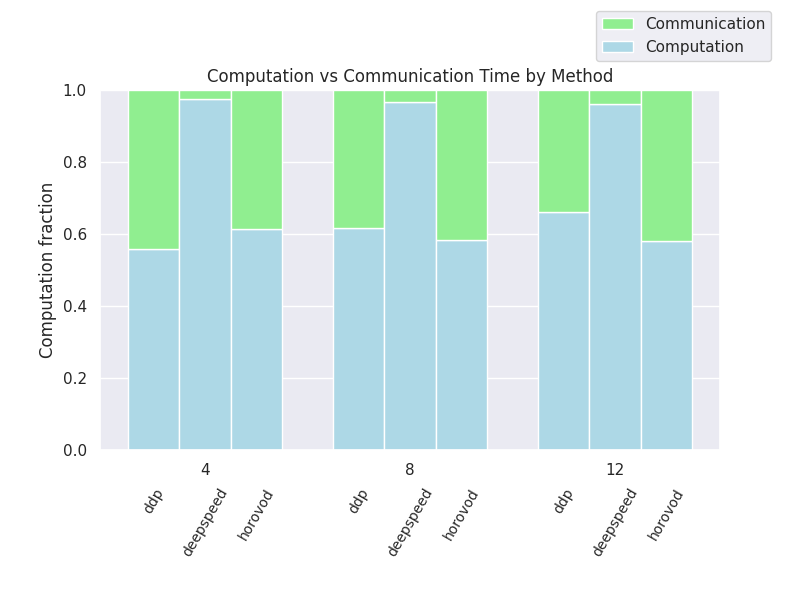 Communication
Computation
Computation vs Communication Time by Method
Computation fraction
1.0
0.8
0.6
0.4
0.2
0.0
4
8
12
ddp
deepspeed
horovod
ddp
deepspeed
horovod
ddp
deepspeed
horovod